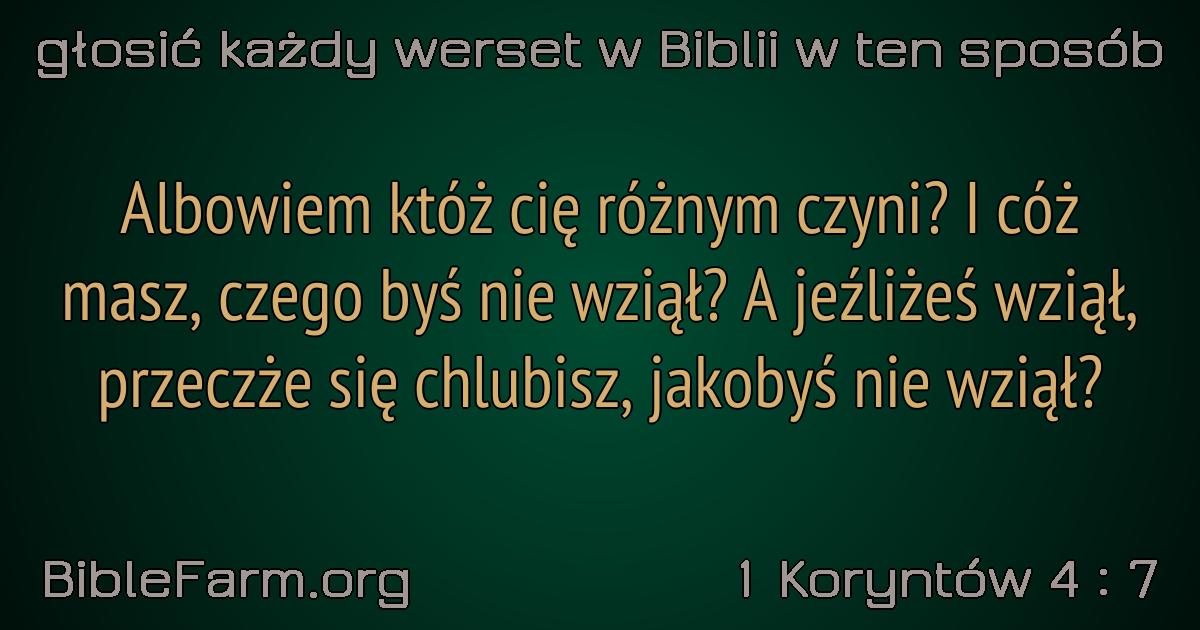 głosić każdy werset w Biblii w ten sposób
Albowiem któż cię różnym czyni? I cóż
masz, czego byś nie wziął? A jeźliżeś wziął,
przeczże się chlubisz, jakobyś nie wziął?
BibleFarm.org
1 Koryntów 4 : 7